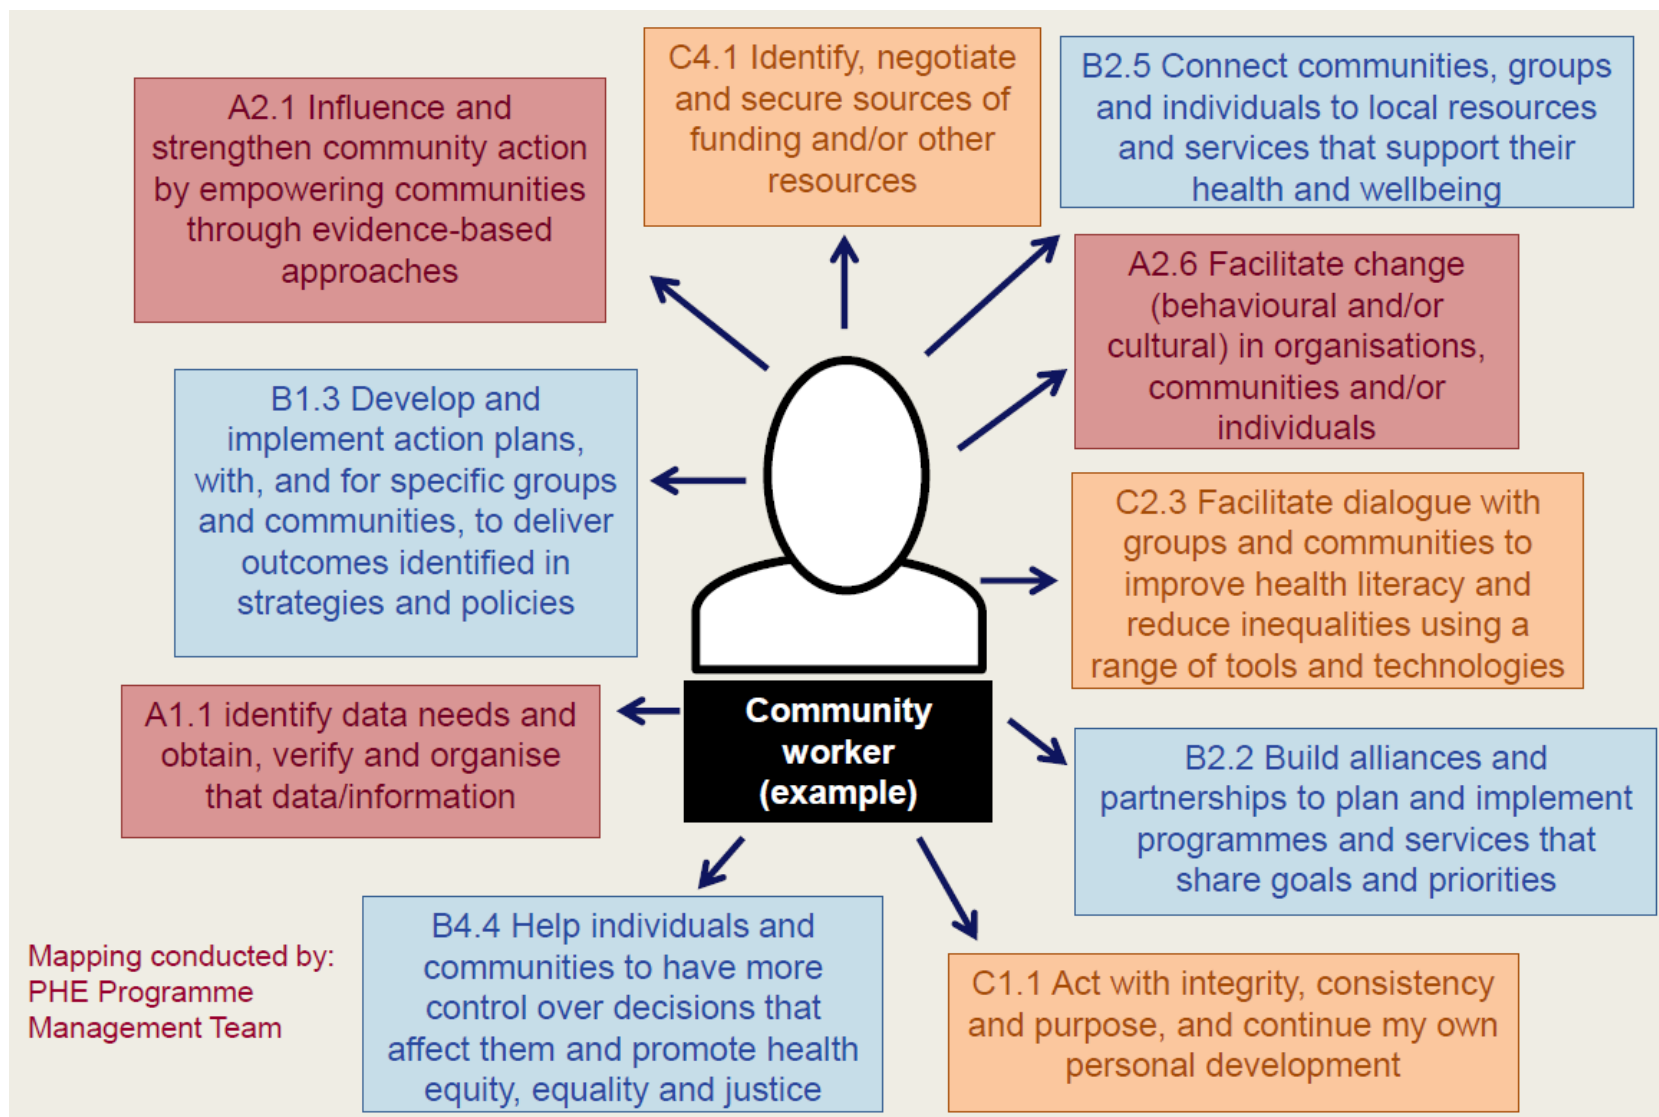 C4.1 Identify, negotiate
and secure sources of
funding and/or other
resources
B2.5 Connect communities, groups
and individuals to local resources
and services that support their
health and wellbeing
A2.1 Influence and
strengthen community action
by empowering communities
through evidence-based
approaches
A2.6 Facilitate change
(behavioural and/or
cultural) in organisations,
communities and/or
individuals
B1.3 Develop and
implement action plans,
with, and for specific groups
and communities, to deliver
outcomes identified in
strategies and policies
C2.3 Facilitate dialogue with
groups and communities to
improve health literacy and
reduce inequalities using a
range of tools and technologies
A1.1 identify data needs and
obtain, verify and organise
that data/information
Community
worker
(example)
B2.2 Build alliances and
partnerships to plan and implement
programmes and services that
share goals and priorities
B4.4 Help individuals and
communities to have more
control over decisions that
affect them and promote health
equity, equality and justice
C1.1 Act with integrity, consistency
and purpose, and continue my own
personal development
Mapping conducted by:
PHE Programme
Management Team